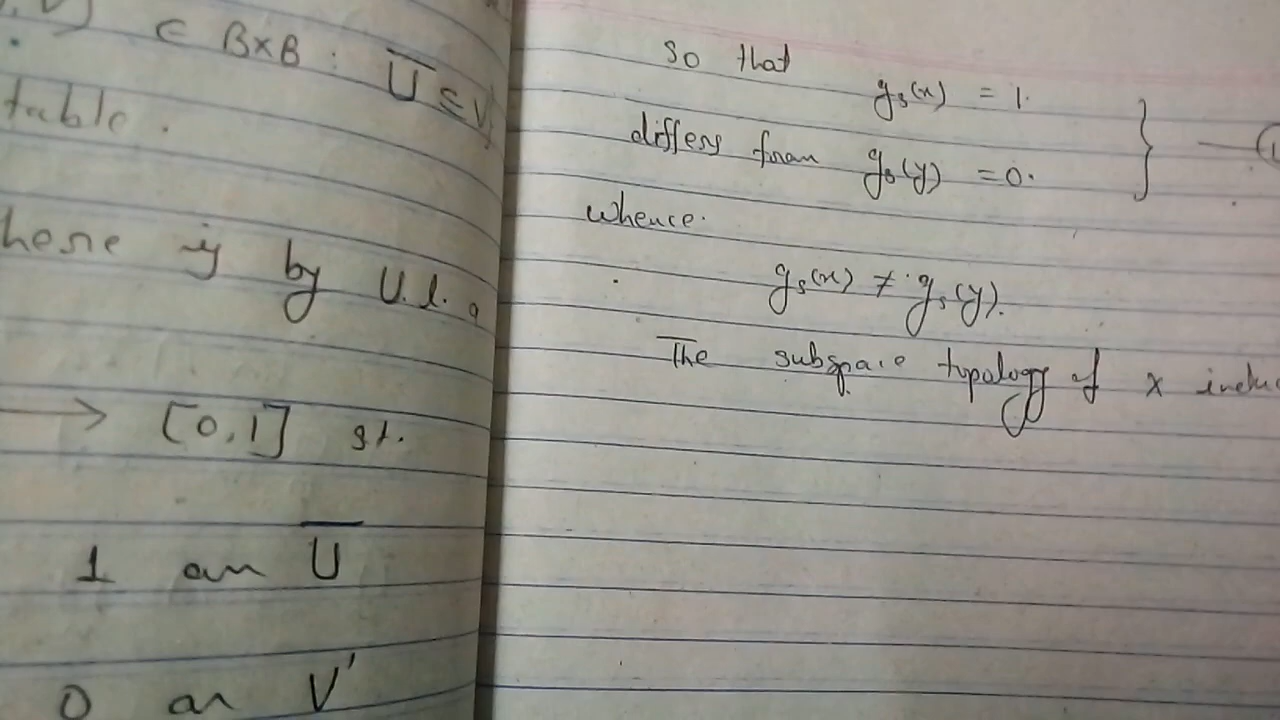 ∈ B×B : U̅ ⊆ V,
table.
here is by U.l. a
→ [0,1] st.
1 on U̅
0 on V'
so that
g_s(x) = 1.
differs from g_s(y) = 0.
whence.
g_s(x) ≠ g_s(y).
The subspace topology of x